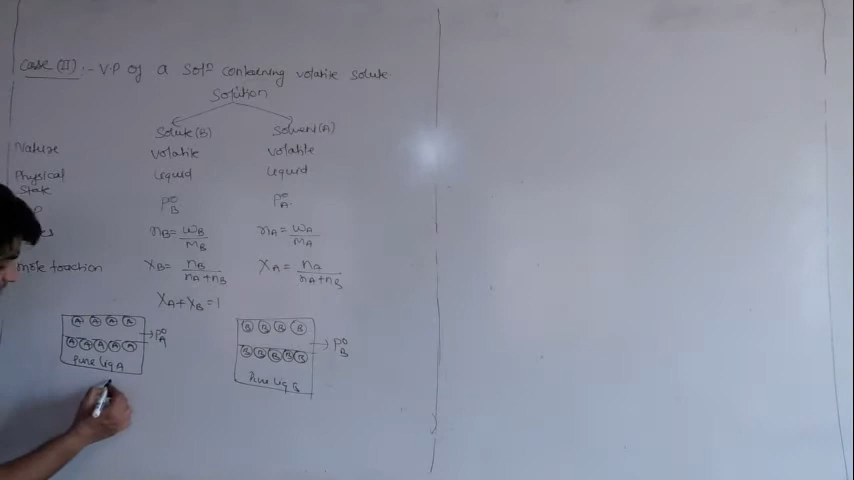 Case (II) :- V.P of a solⁿ containing volatile solute
Solution
Solute (B) Solvent (A)
Nature volatile volatile
Physical State liquid liquid
P°B P°A
nB = wB/MB nA = wA/MA
mole fraction XB = nB/nA+nB XA = nA/nA+nB
XA+XB=1
A A A A
A A A A A
Pure liq A
P°A
B B B B
B B B B B
Pure liq B
P°B